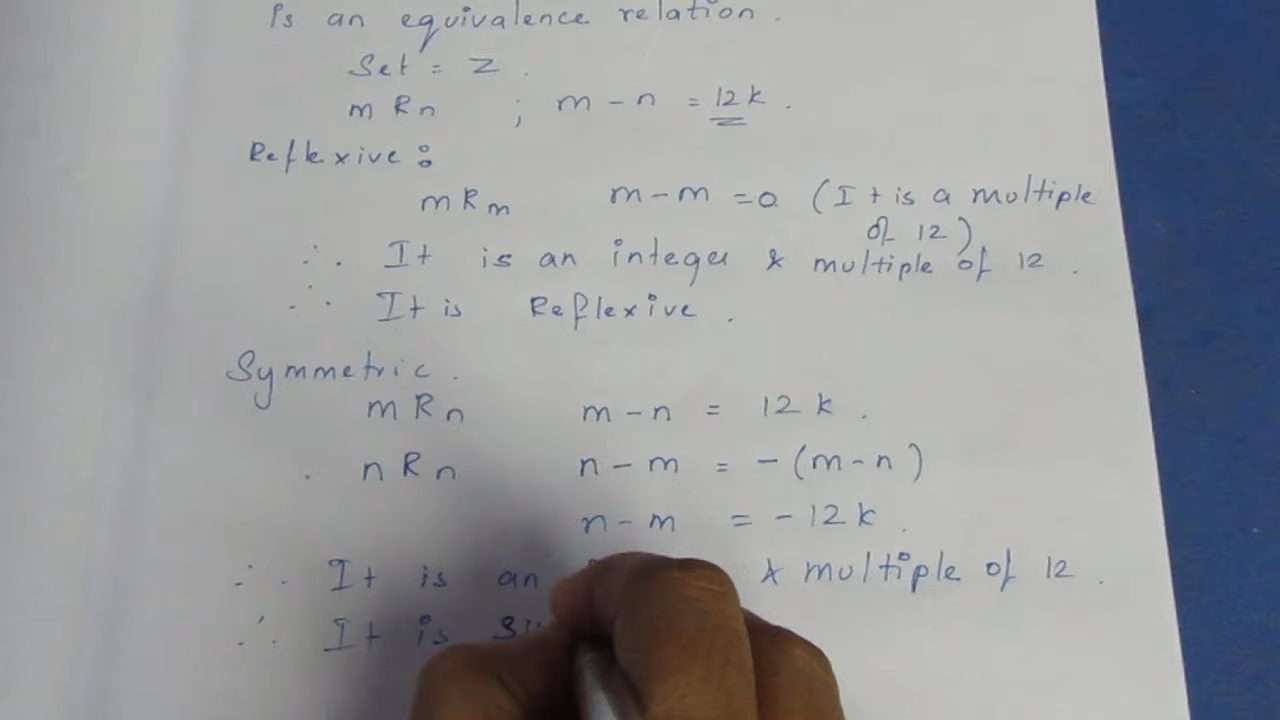 is an equivalence relation.
Set = Z.
m R n ; m - n = 12k.
Reflexive:
m R m m - m = 0 (It is a multiple
of 12)
∴ It is an integer & multiple of 12.
∴ It is Reflexive.
Symmetric.
m R n m - n = 12k.
n R n n - m = -(m - n)
n - m = -12k.
∴ It is an & multiple of 12.
∴ It is